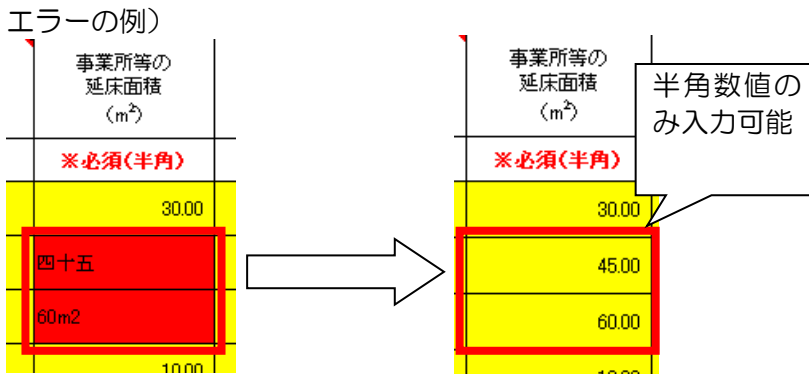 エラーの例）
事業所等の
延床面積
（m²）
※必須(半角)
30.00
四十五
60m2
10.00
事業所等の
延床面積
（m²）
※必須(半角)
30.00
45.00
60.00
10.00
半角数値の
み入力可能